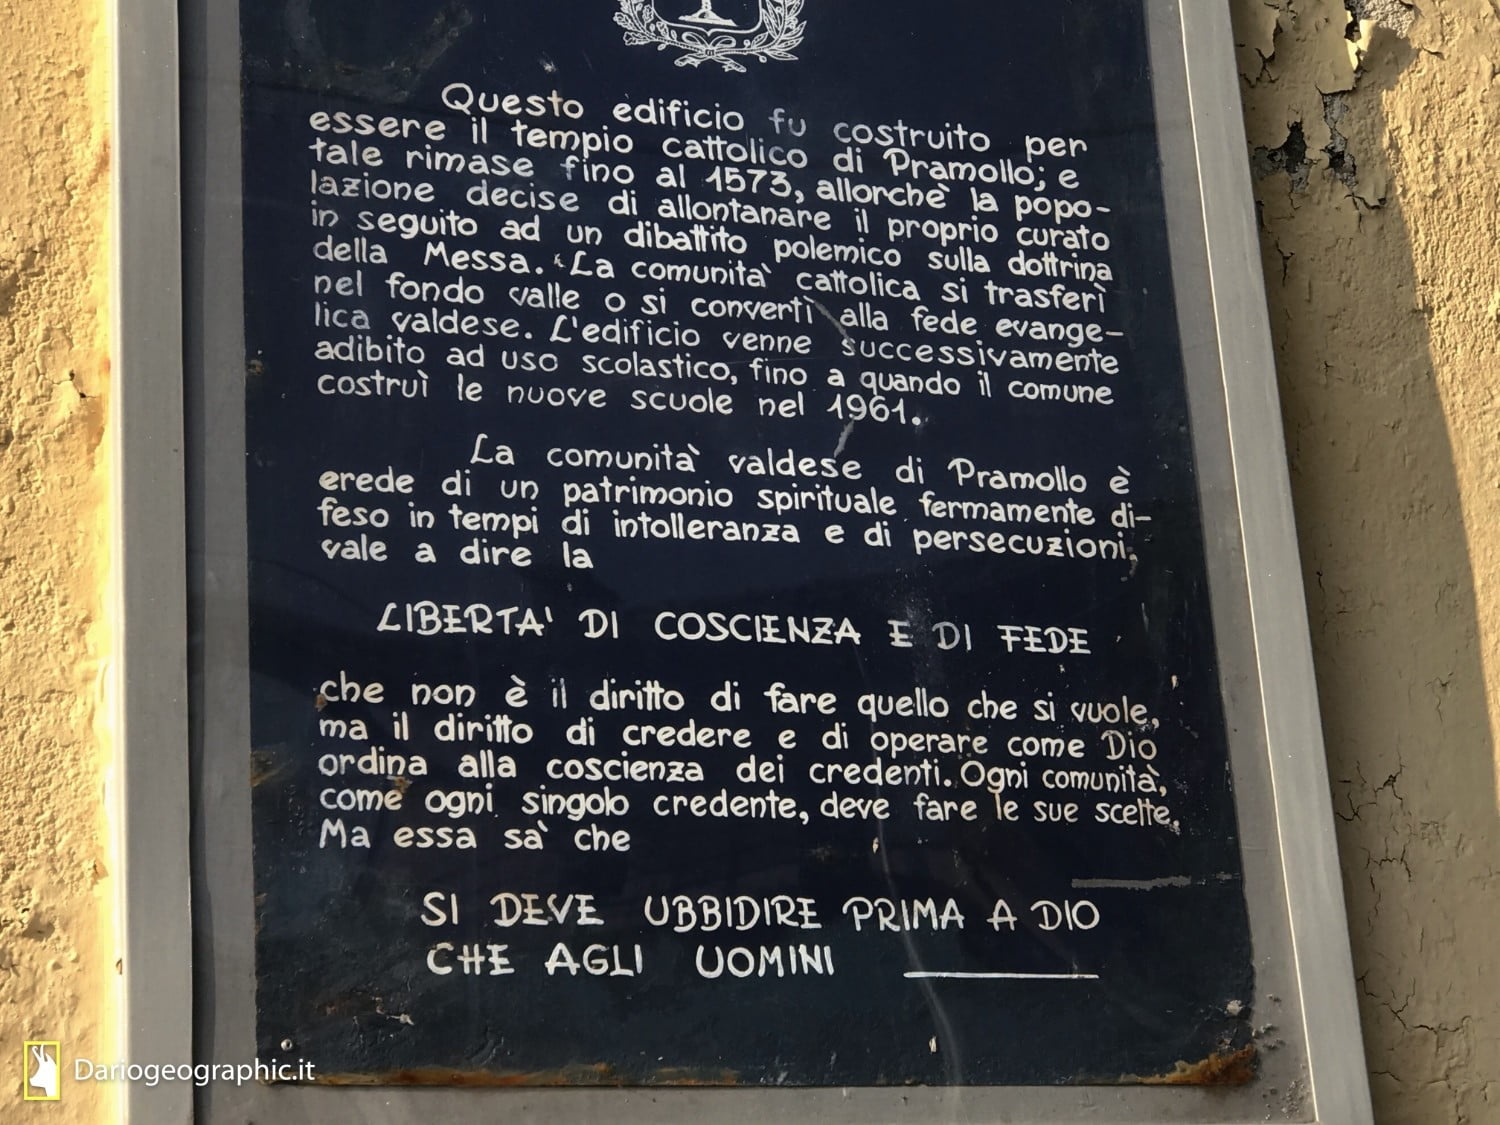 Questo edificio fu costruito per
essere il tempio cattolico di Pramollo; e
tale rimase fino al 1573, allorchè la popo-
lazione decise di allontanare il proprio curato
in seguito ad un dibattito polemico sulla dottrina
della Messa. La comunità cattolica si trasferì
nel fondo valle o si convertì alla fede evange-
lica valdese. L'edificio venne successivamente
adibito ad uso scolastico, fino a quando il comune
costruì le nuove scuole nel 1961.
La comunità valdese di Pramollo è
erede di un patrimonio spirituale fermamente di-
feso in tempi di intolleranza e di persecuzioni,
vale a dire la
LIBERTA' DI COSCIENZA E DI FEDE
che non è il diritto di fare quello che si vuole,
ma il diritto di credere e di operare come Dio
ordina alla coscienza dei credenti. Ogni comunità,
come ogni singolo credente, deve fare le sue scelte.
Ma essa sà che
SI DEVE UBBIDIRE PRIMA A DIO
CHE AGLI UOMINI
Dariogeographic.it